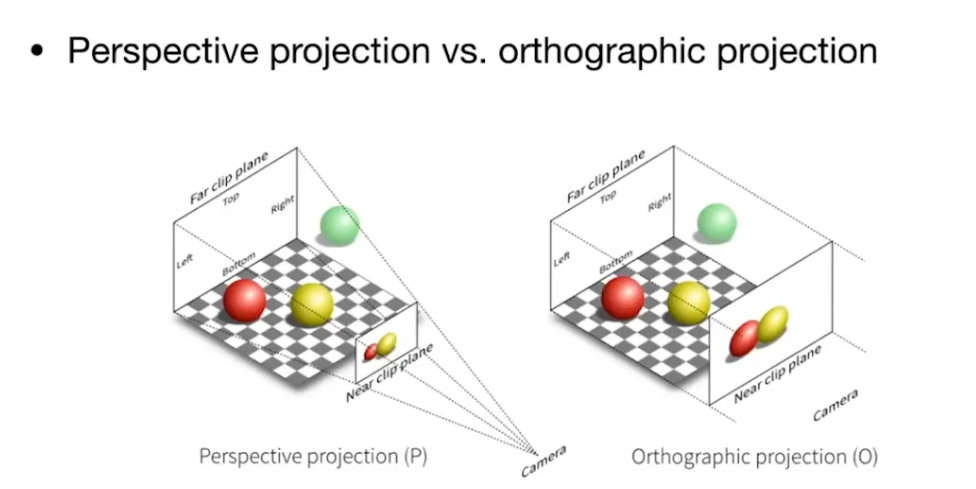 • Perspective projection vs. orthographic projection
Far clip plane
Top
Right
Left
Bottom
Near clip plane
Camera
Perspective projection (P)
Far clip plane
Top
Right
Left
Bottom
Near clip plane
Camera
Orthographic projection (O)